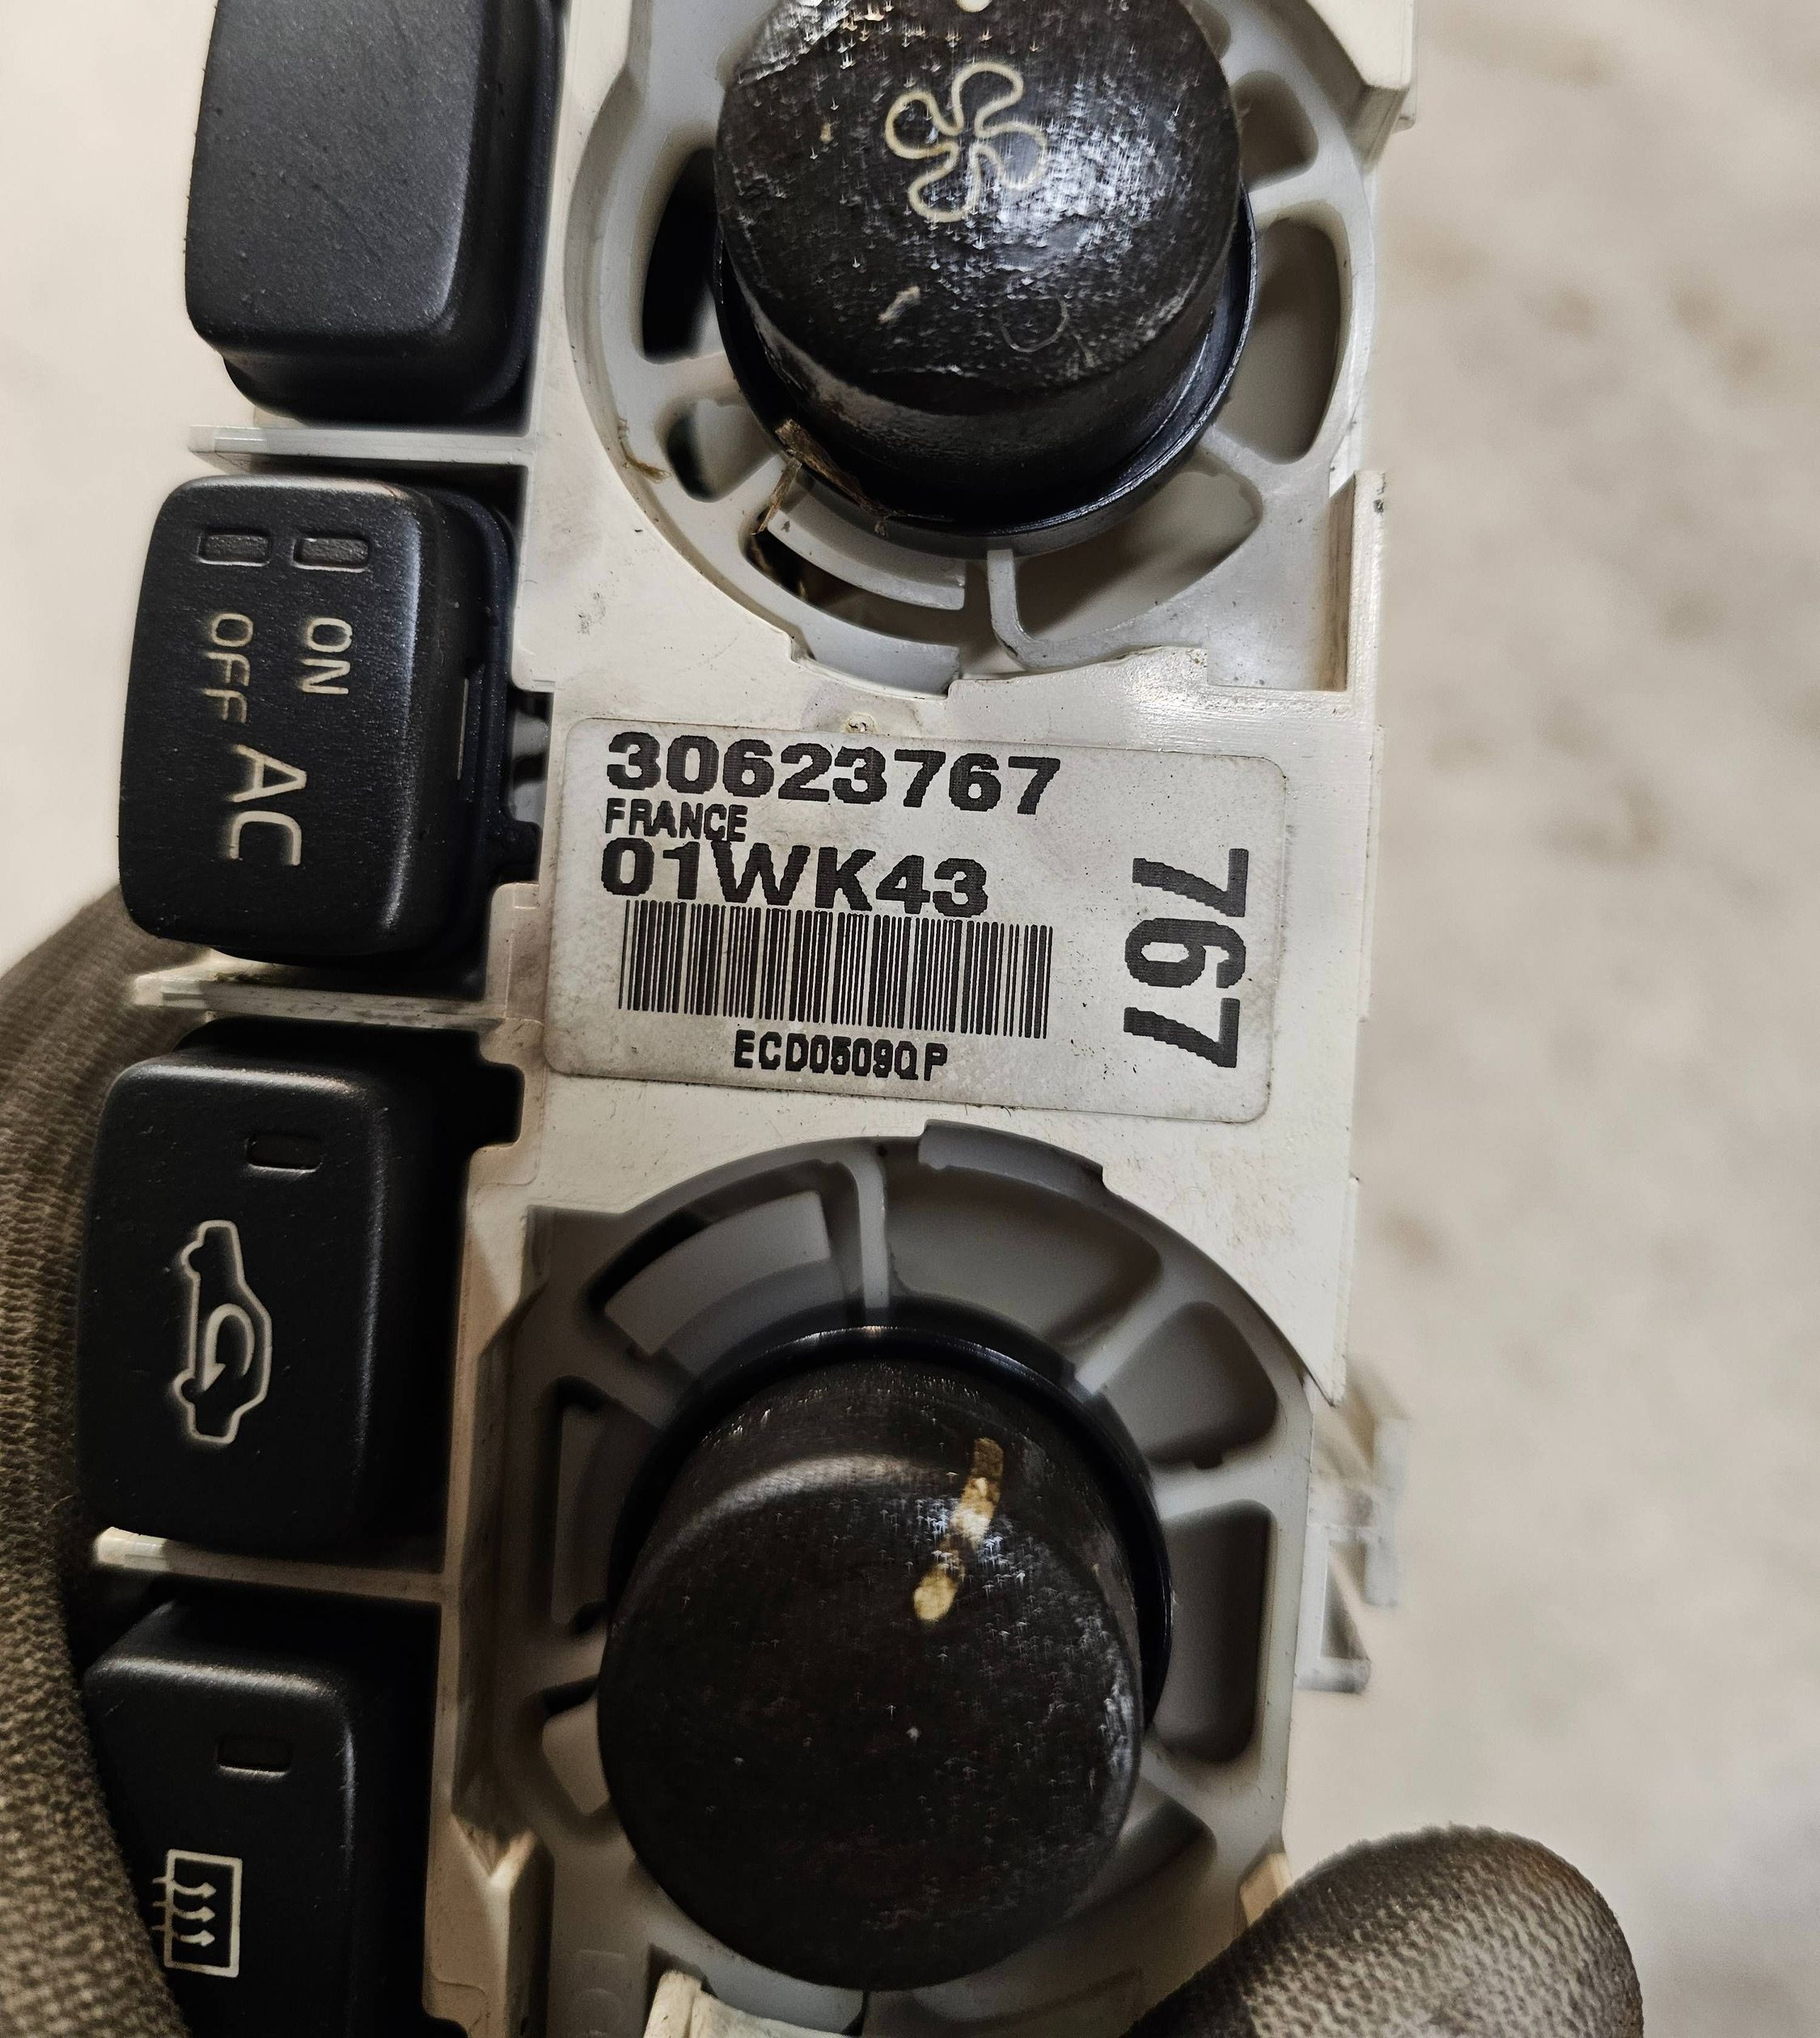 ON
OFF
AC
30623767
FRANCE
01WK43
767
ECD0509QP